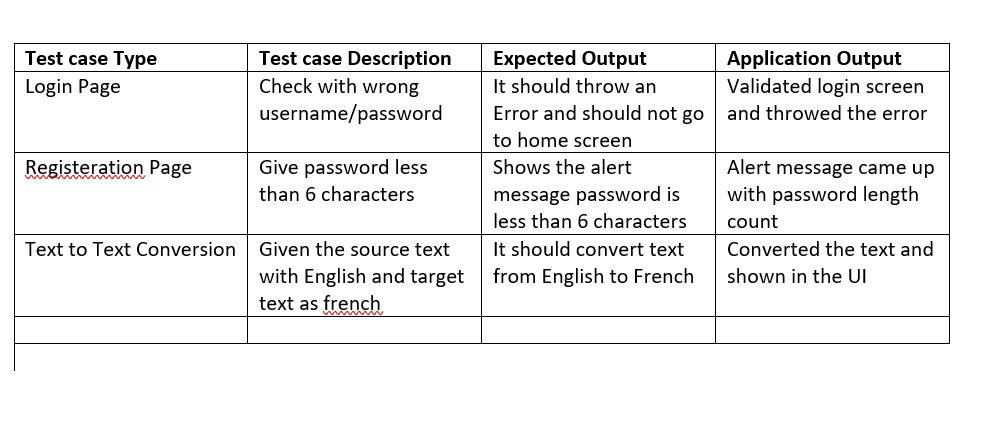 Test case Type
Test case Description
Expected Output
Application Output
Login Page
Check with wrong
username/password
It should throw an
Error and should not go
to home screen
Validated login screen
and throwed the error
Registeration Page
Give password less
than 6 characters
Shows the alert
message password is
less than 6 characters
Alert message came up
with password length
count
Text to Text Conversion
Given the source text
with English and target
text as french
It should convert text
from English to French
Converted the text and
shown in the UI